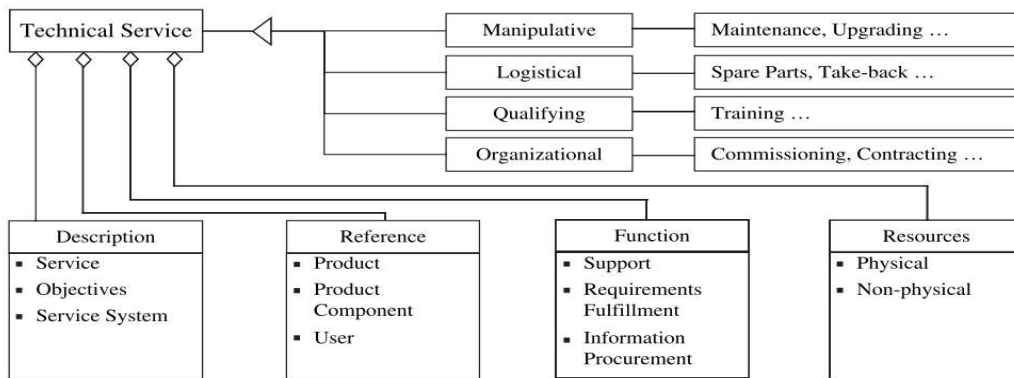 Technical Service
Manipulative
Maintenance, Upgrading …
Logistical
Spare Parts, Take-back …
Qualifying
Training …
Organizational
Commissioning, Contracting …
Description
▪ Service
▪ Objectives
▪ Service System
Reference
▪ Product
▪ Product
Component
▪ User
Function
▪ Support
▪ Requirements
Fulfillment
▪ Information
Procurement
Resources
▪ Physical
▪ Non-physical